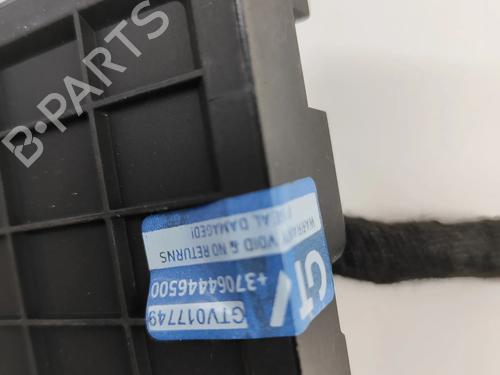 B-PARTS
GTV017749
+37064446500
GTV
WARRANTY VOID & NO RETURNS
IF SEAL DAMAGED!